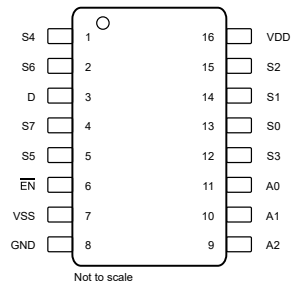 S4 1 16 VDD
S6 2 15 S2
D 3 14 S1
S7 4 13 S0
S5 5 12 S3
EN 6 11 A0
VSS 7 10 A1
GND 8 9 A2
Not to scale